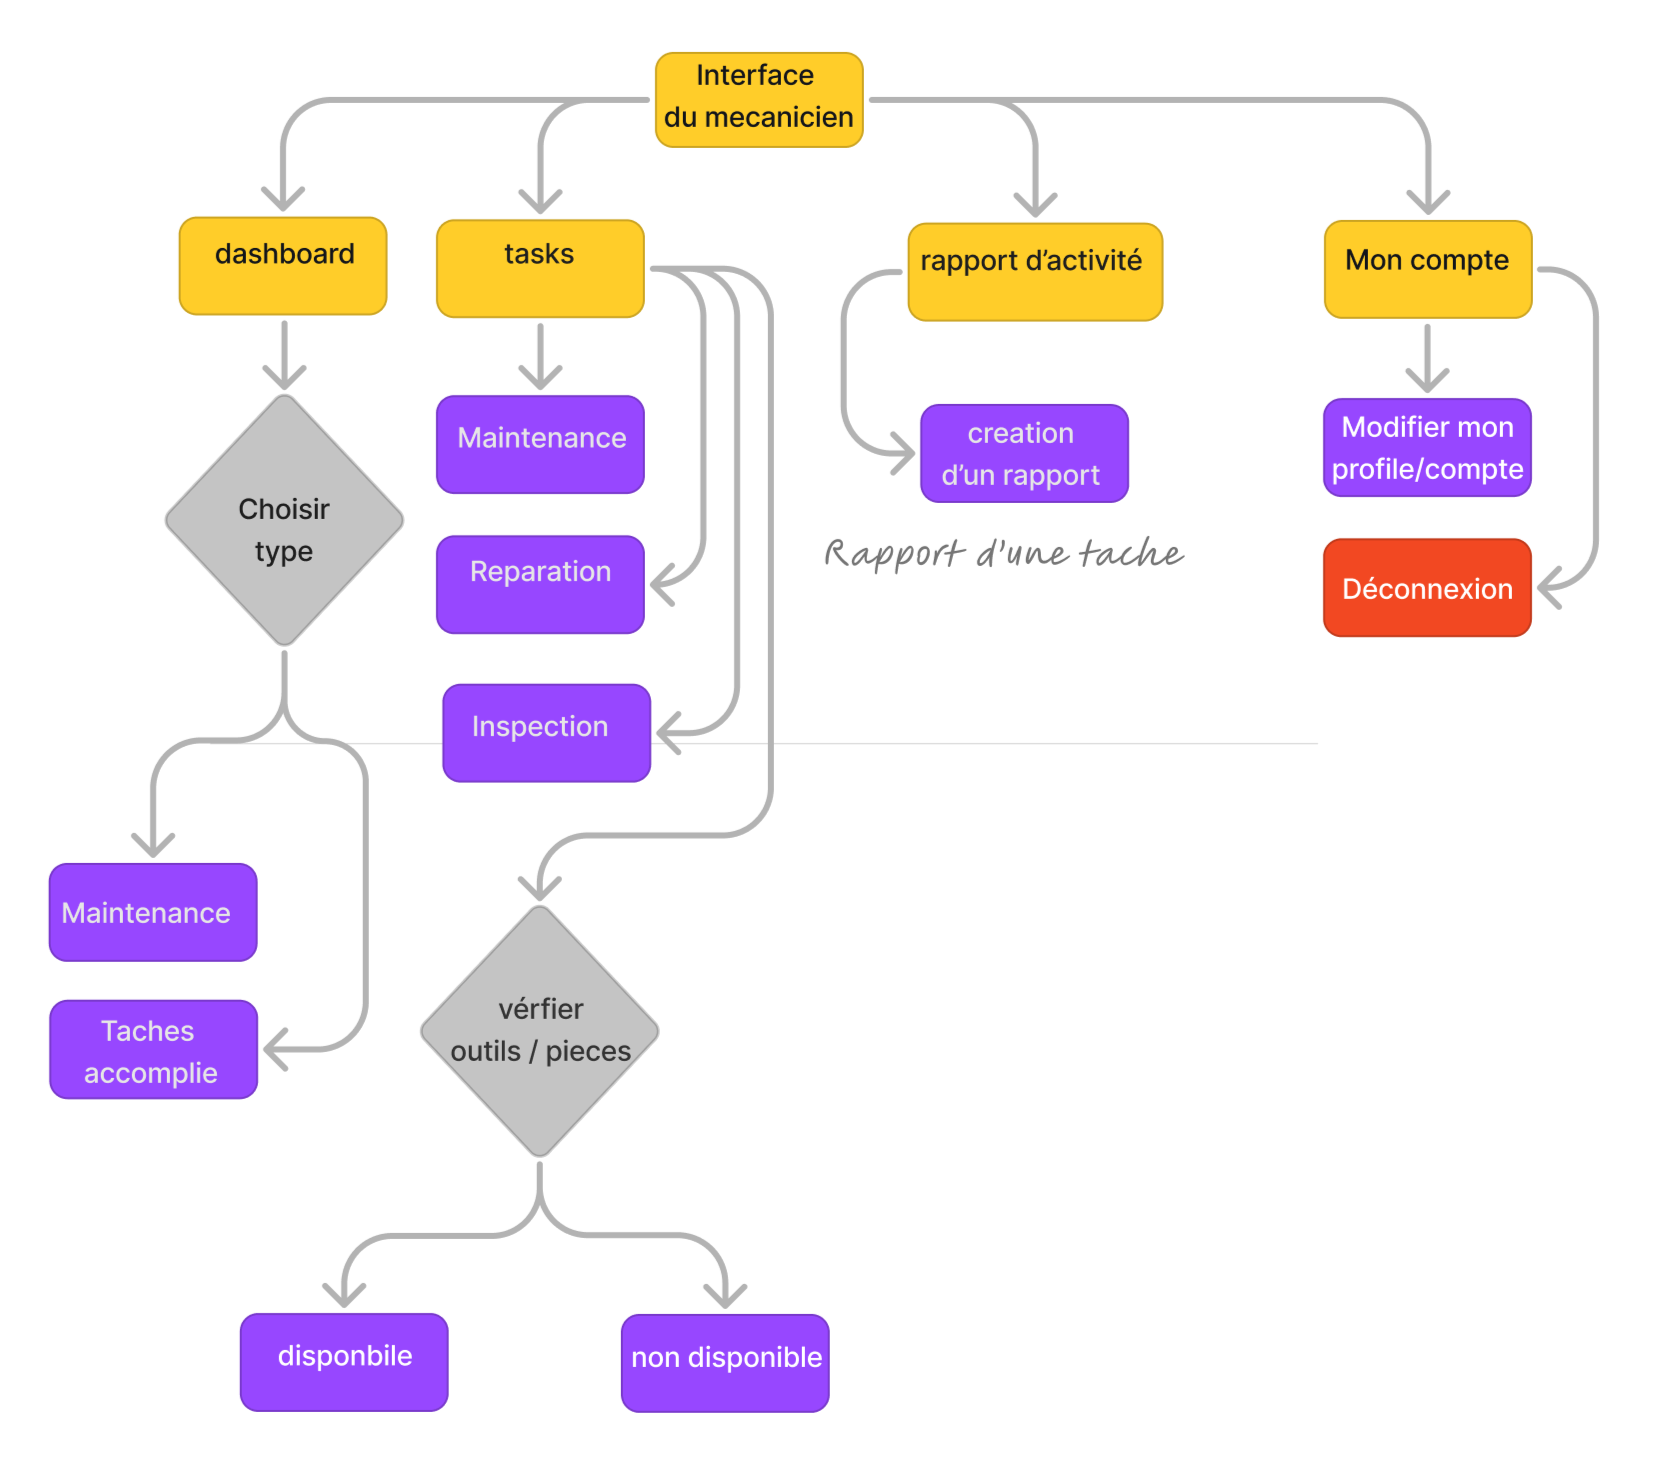 Interface
du mecanicien
dashboard
tasks
rapport d’activité
Mon compte
Maintenance
creation
d’un rapport
Modifier mon
profile/compte
Choisir
type
Reparation
Rapport d'une tache
Déconnexion
Inspection
Maintenance
Taches
accomplie
vérfier
outils / pieces
disponbile
non disponible